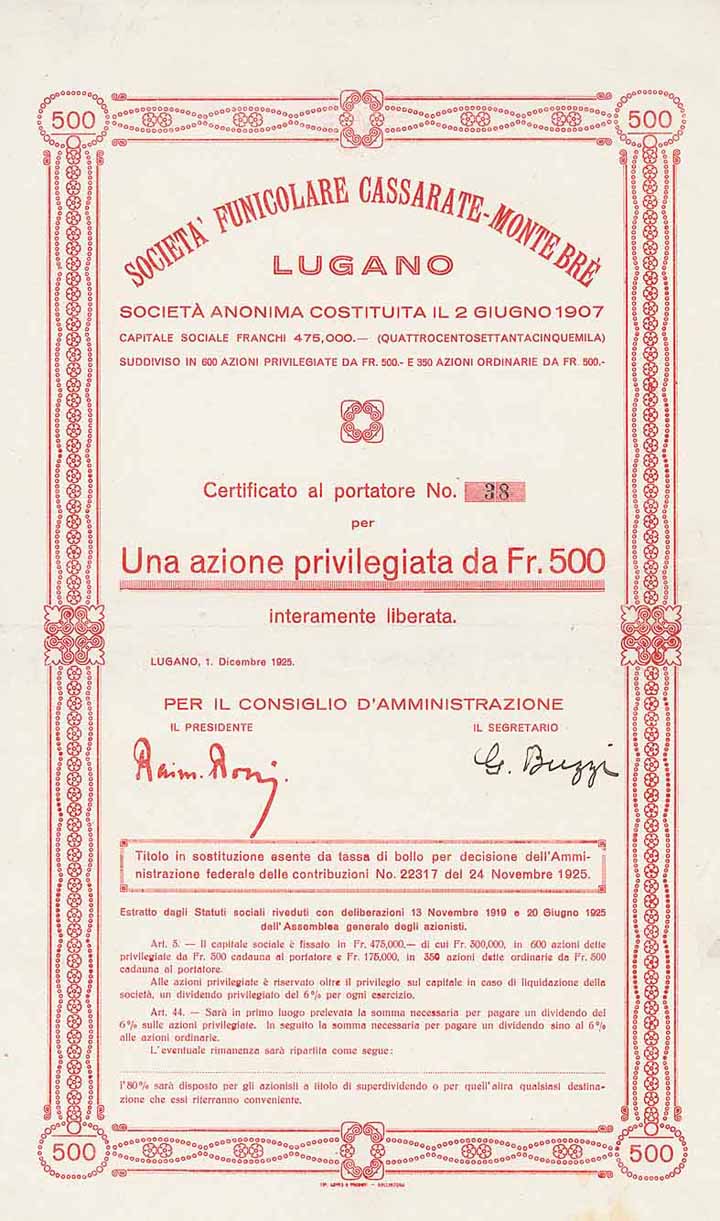 500 500
SOCIETA' FUNICOLARE CASSARATE-MONTE BRÈ
LUGANO
SOCIETÀ ANONIMA COSTITUITA IL 2 GIUGNO 1907
CAPITALE SOCIALE FRANCHI 475,000.— (QUATTROCENTOSETTANTACINQUEMILA)
SUDDIVISO IN 600 AZIONI PRIVILEGIATE DA FR. 500.- E 350 AZIONI ORDINARIE DA FR. 500.-
Certificato al portatore No. 38
per
Una azione privilegiata da Fr. 500
interamente liberata.
LUGANO, 1. Dicembre 1925.
PER IL CONSIGLIO D'AMMINISTRAZIONE
IL PRESIDENTE IL SEGRETARIO
Raim. Rossi. G. Buzzi
Titolo in sostituzione esente da tassa di bollo per decisione dell'Ammi-
nistrazione federale delle contribuzioni No. 22317 del 24 Novembre 1925.
Estratto dagli Statuti sociali riveduti con deliberazioni 13 Novembre 1919 e 20 Giugno 1925
dell'Assemblea generale degli azionisti.
Art. 5. — Il capitale sociale è fissato in Fr. 475,000,— di cui Fr. 300,000, in 600 azioni dette
privilegiate da Fr. 500 cadauna al portatore e Fr. 175,000, in 350 azioni dette ordinarie da Fr. 500
cadauna al portatore.
Alle azioni privilegiate è riservato oltre il privilegio sul capitale in caso di liquidazione della
società, un dividendo privilegiato del 6% per ogni esercizio.
Art. 44. — Sarà in primo luogo prelevata la somma necessaria per pagare un dividendo del
6% sulle azioni privilegiate. In seguito la somma necessaria per pagare un dividendo sino al 6%
alle azioni ordinarie.
L'eventuale rimanenza sarà ripartita come segue:
l'80% sarà disposto per gli azionisti a titolo di superdividendo o per quell'altra qualsiasi destina-
zione che essi riterranno conveniente.
500 500